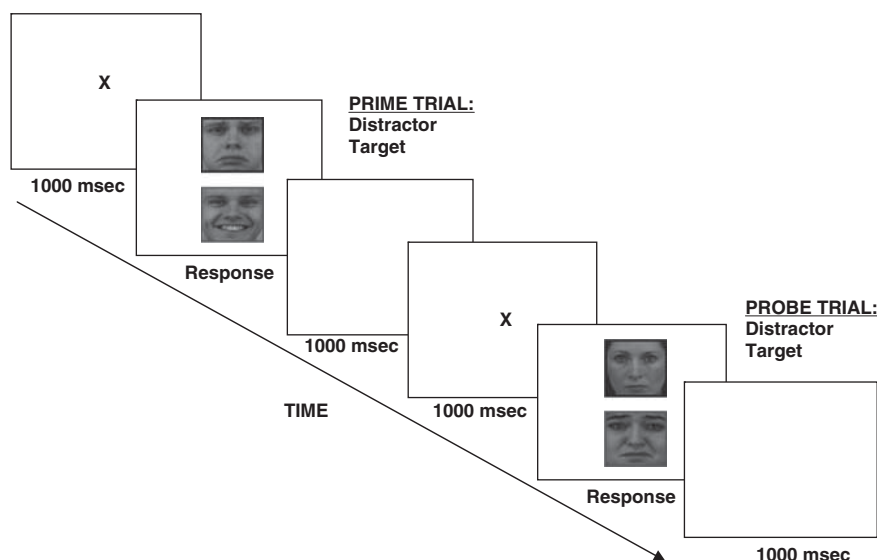 X
1000 msec
PRIME TRIAL:
Distractor
Target
Response
1000 msec
X
1000 msec
PROBE TRIAL:
Distractor
Target
Response
1000 msec
TIME